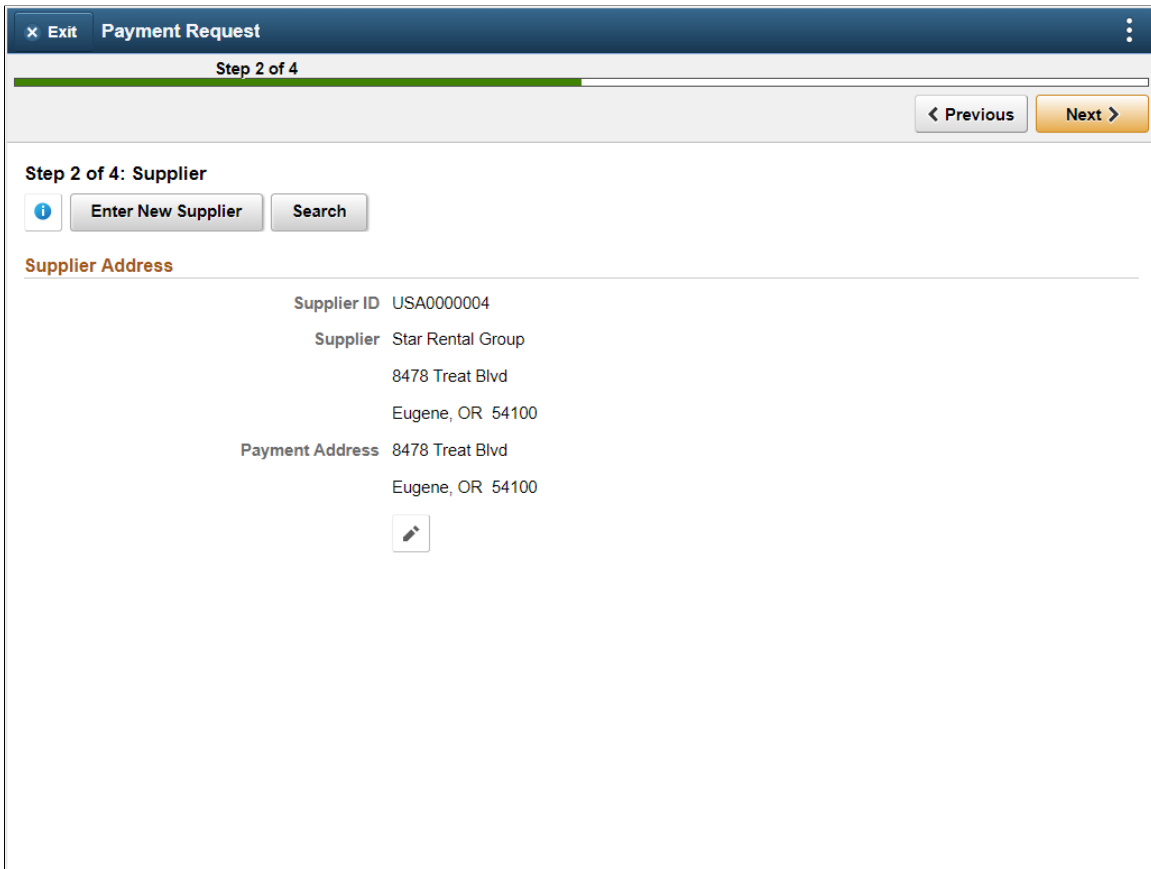 × Exit Payment Request
Step 2 of 4
Previous Next
Step 2 of 4: Supplier
Enter New Supplier Search
Supplier Address
Supplier ID USA0000004
Supplier Star Rental Group
8478 Treat Blvd
Eugene, OR 54100
Payment Address 8478 Treat Blvd
Eugene, OR 54100